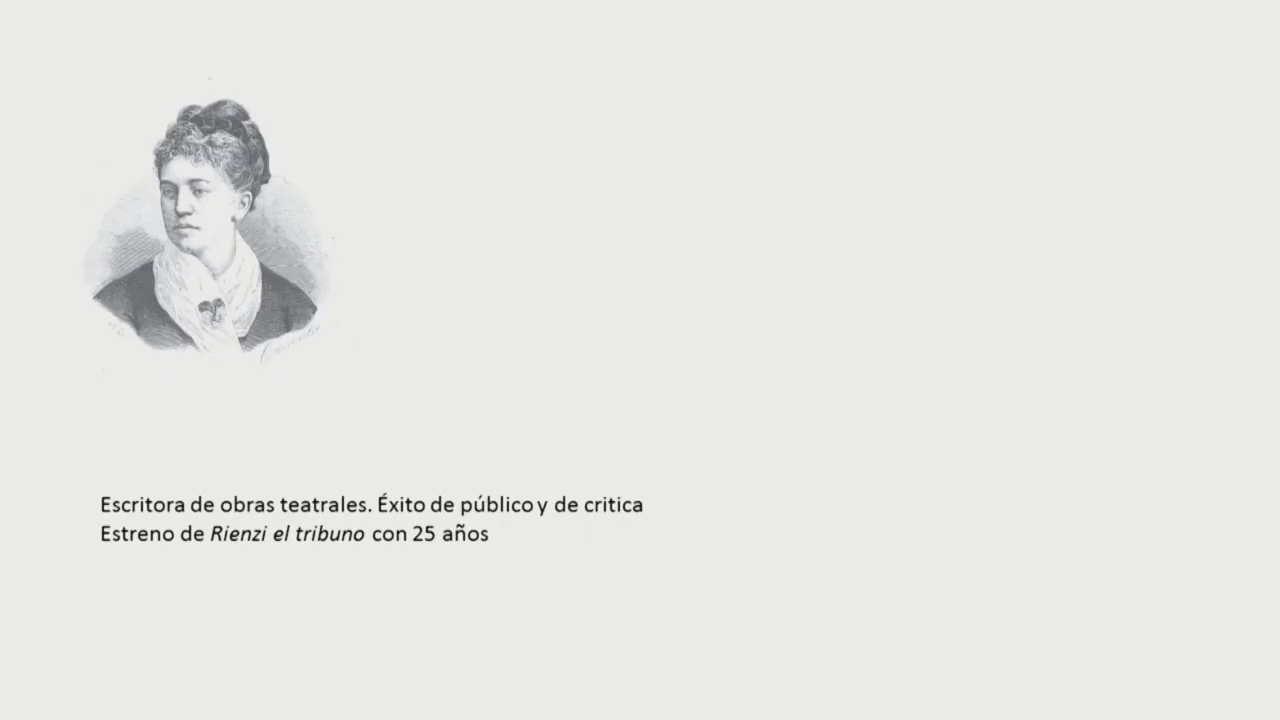 Escritora de obras teatrales. Éxito de público y de critica
Estreno de Rienzi el tribuno con 25 años